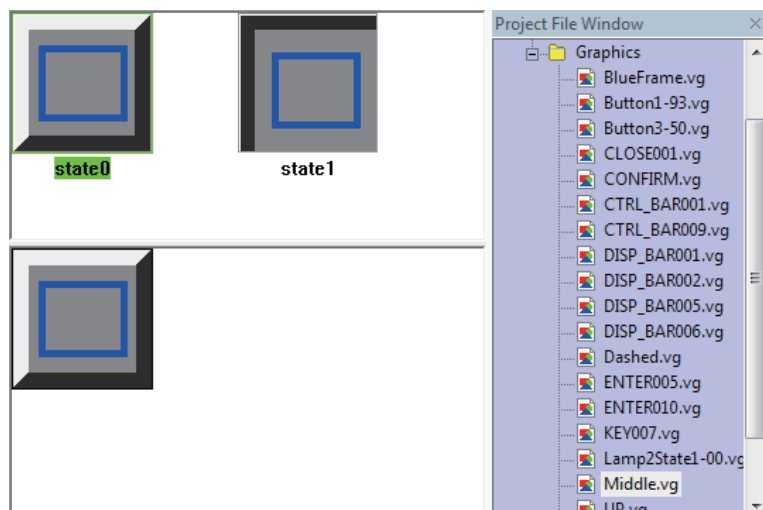 state0
state1
Project File Window
Graphics
BlueFrame.vg
Button1-93.vg
Button3-50.vg
CLOSE001.vg
CONFIRM.vg
CTRL_BAR001.vg
CTRL_BAR009.vg
DISP_BAR001.vg
DISP_BAR002.vg
DISP_BAR005.vg
DISP_BAR006.vg
Dashed.vg
ENTER005.vg
ENTER010.vg
KEY007.vg
Lamp2State1-00.vg
Middle.vg
UP.vg